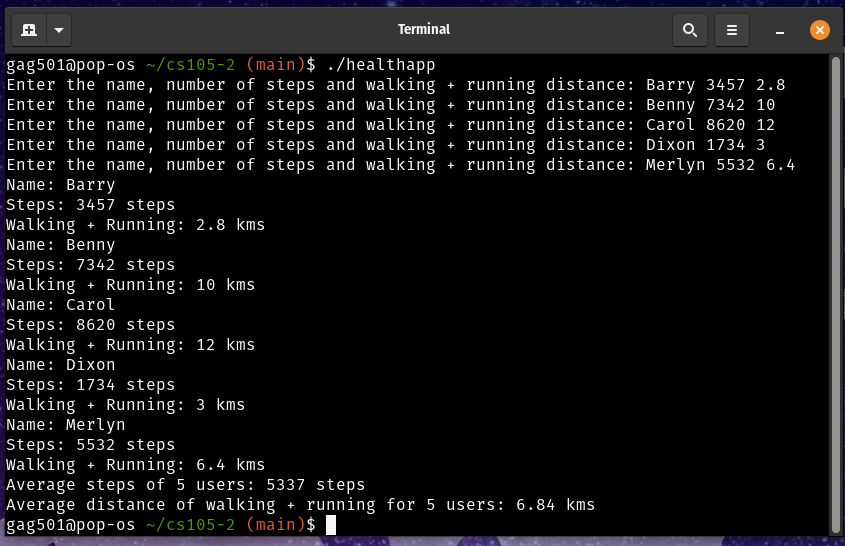 Terminal
gag501@pop-os ~/cs105-2 (main)$ ./healthapp
Enter the name, number of steps and walking + running distance: Barry 3457 2.8
Enter the name, number of steps and walking + running distance: Benny 7342 10
Enter the name, number of steps and walking + running distance: Carol 8620 12
Enter the name, number of steps and walking + running distance: Dixon 1734 3
Enter the name, number of steps and walking + running distance: Merlyn 5532 6.4
Name: Barry
Steps: 3457 steps
Walking + Running: 2.8 kms
Name: Benny
Steps: 7342 steps
Walking + Running: 10 kms
Name: Carol
Steps: 8620 steps
Walking + Running: 12 kms
Name: Dixon
Steps: 1734 steps
Walking + Running: 3 kms
Name: Merlyn
Steps: 5532 steps
Walking + Running: 6.4 kms
Average steps of 5 users: 5337 steps
Average distance of walking + running for 5 users: 6.84 kms
gag501@pop-os ~/cs105-2 (main)$